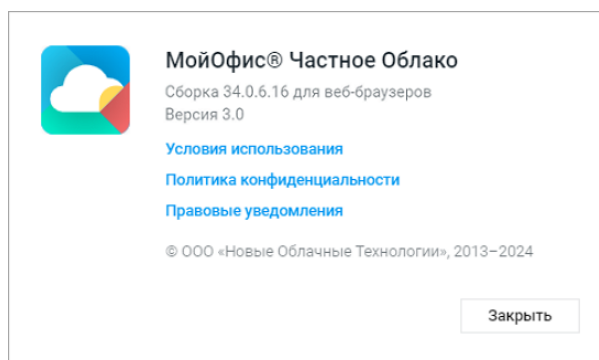 МойОфис® Частное Облако
Сборка 34.0.6.16 для веб-браузеров
Версия 3.0
Условия использования
Политика конфиденциальности
Правовые уведомления
© ООО «Новые Облачные Технологии», 2013–2024
Закрыть